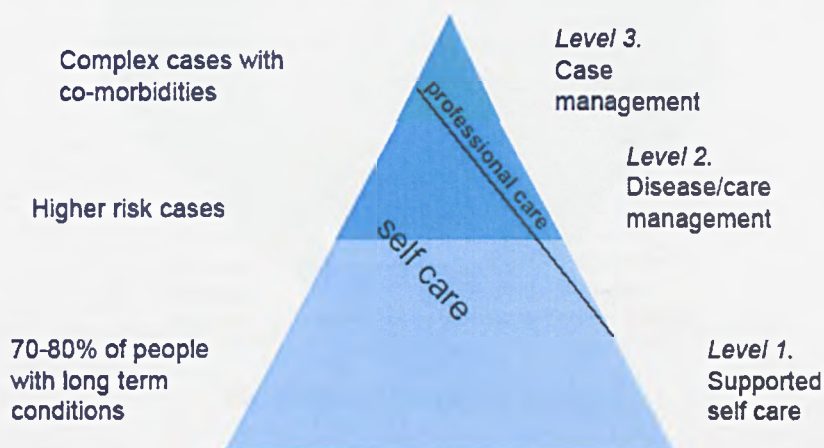 Complex cases with
co-morbidities
Level 3.
Case
management
professional care
Level 2.
Disease/care
management
Higher risk cases
self care
70-80% of people
with long term
conditions
Level 1.
Supported
self care